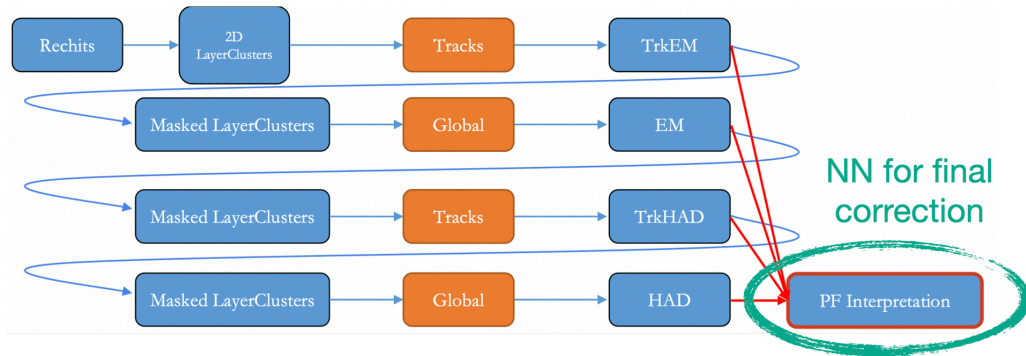 Rechits
2D
LayerClusters
Tracks
TrkEM
Masked LayerClusters
Global
EM
NN for final
correction
Masked LayerClusters
Tracks
TrkHAD
Masked LayerClusters
Global
HAD
PF Interpretation